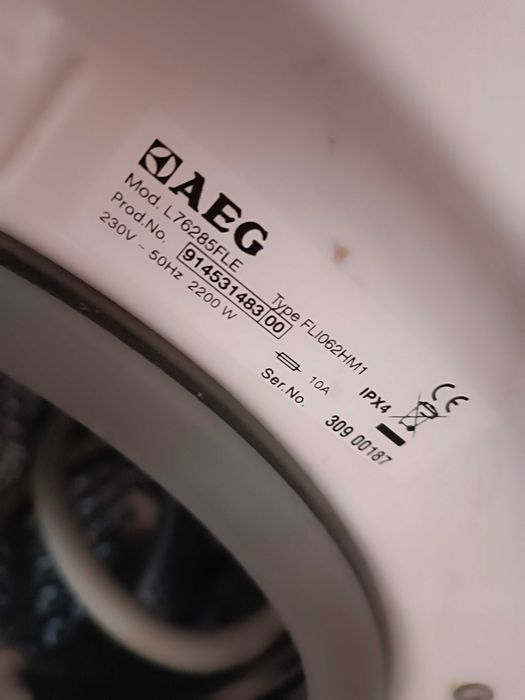 AEG
Mod. L76285FLE Type FLI062HM1
Prod.No. 914531483 00
230V ~ 50Hz 2200 W 10A IPX4 CE
Ser.No. 309 00187